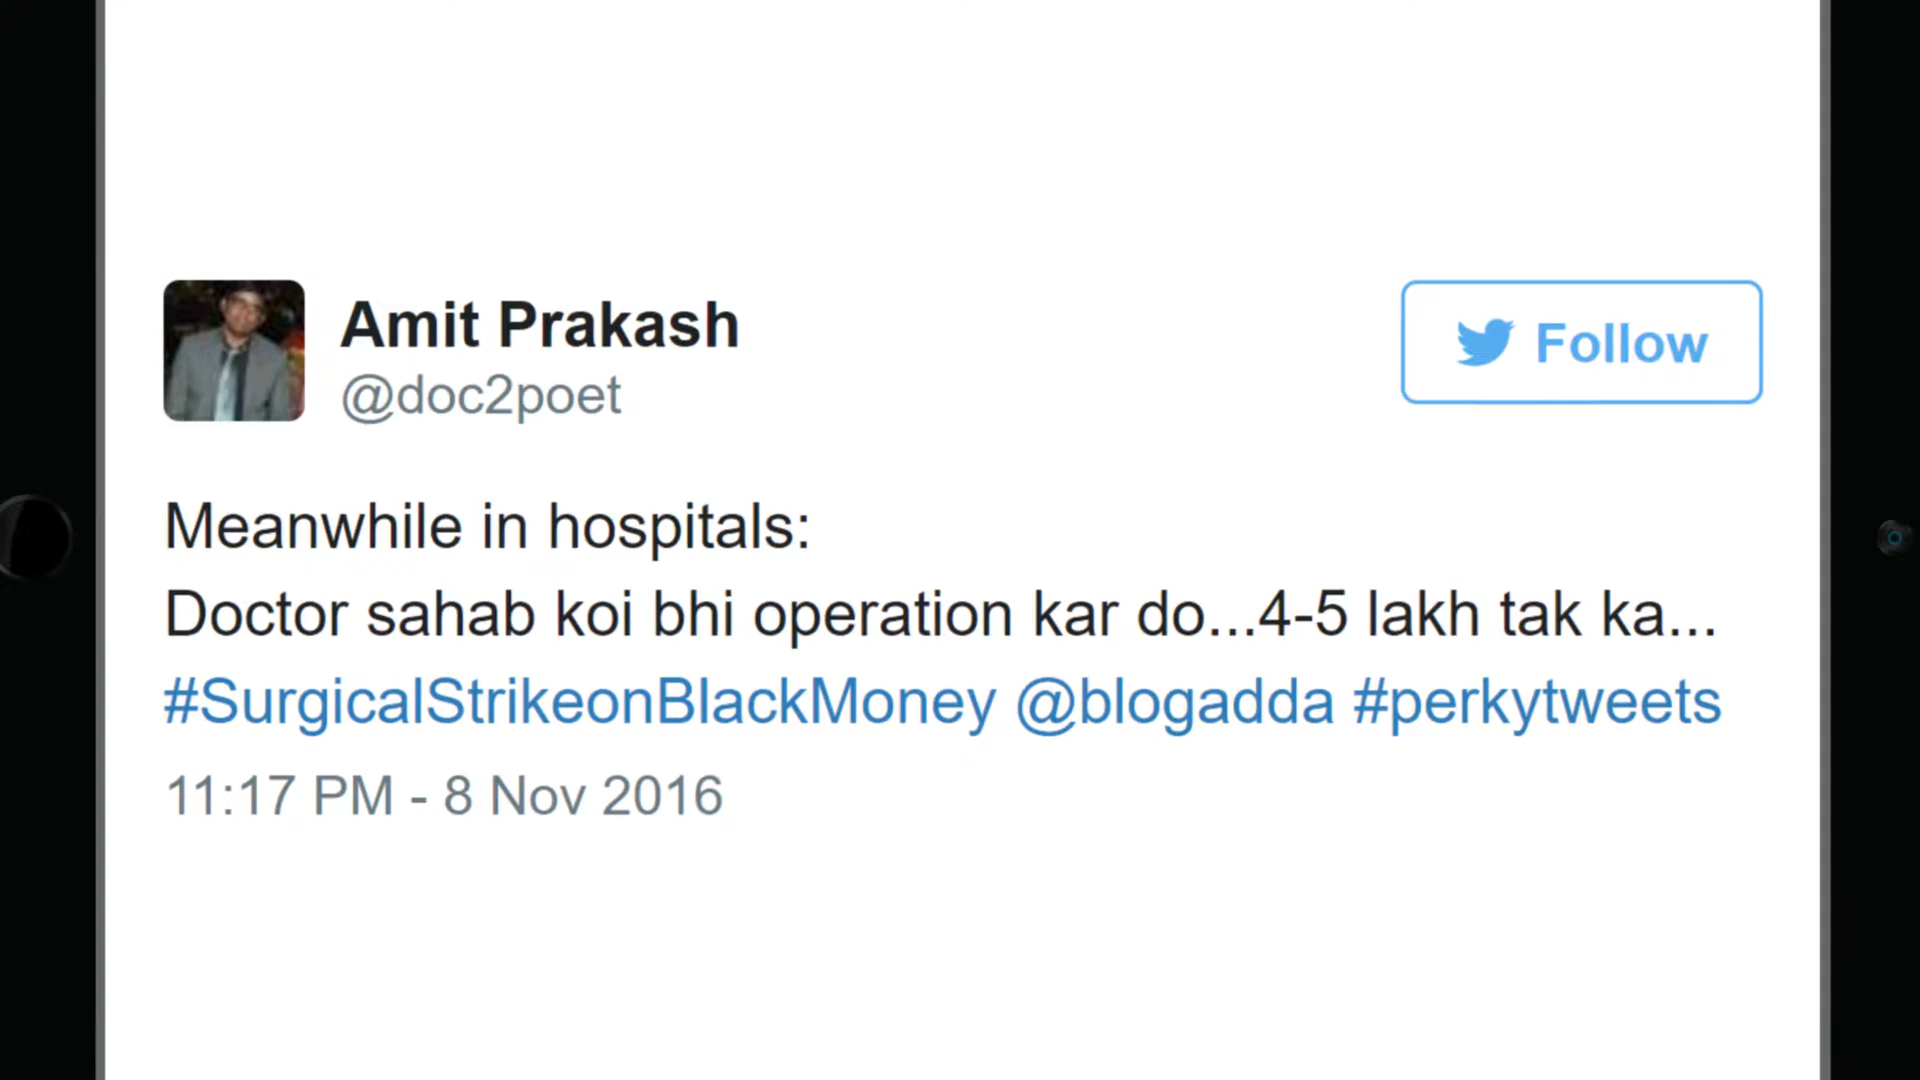 Amit Prakash
@doc2poet
Follow
Meanwhile in hospitals:
Doctor sahab koi bhi operation kar do...4-5 lakh tak ka...
#SurgicalStrikeonBlackMoney @blogadda #perkytweets
11:17 PM - 8 Nov 2016